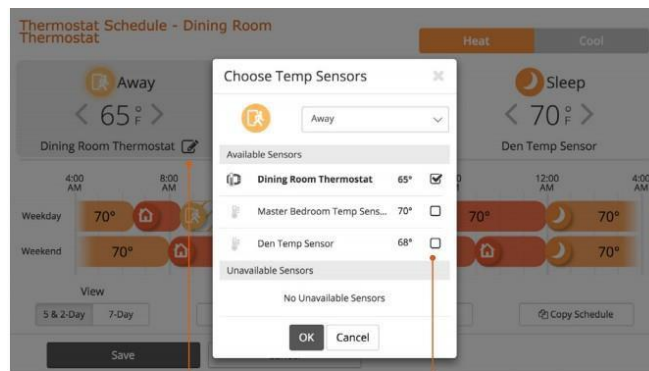 Thermostat Schedule - Dining Room
Thermostat
Heat
Cool
Away
65 °F
Dining Room Thermostat
Sleep
70 °F
Den Temp Sensor
Choose Temp Sensors
Away
Available Sensors
Dining Room Thermostat 65°
Master Bedroom Temp Sens... 70°
Den Temp Sensor 68°
Unavailable Sensors
No Unavailable Sensors
OK Cancel
4:00 AM
8:00 AM
12:00 AM
4:00 AM
Weekday 70° 70° 70°
Weekend 70° 70°
View
5 & 2-Day 7-Day
Copy Schedule
Save